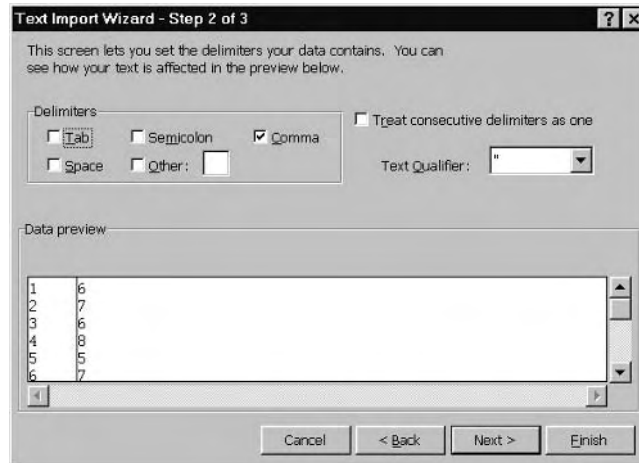 Text Import Wizard - Step 2 of 3
This screen lets you set the delimiters your data contains. You can
see how your text is affected in the preview below.
Delimiters
Tab Semicolon Comma
Space Other:
Treat consecutive delimiters as one
Text Qualifier: "
Data preview
1 6
2 7
3 6
4 8
5 5
6 7
Cancel < Back Next > Finish